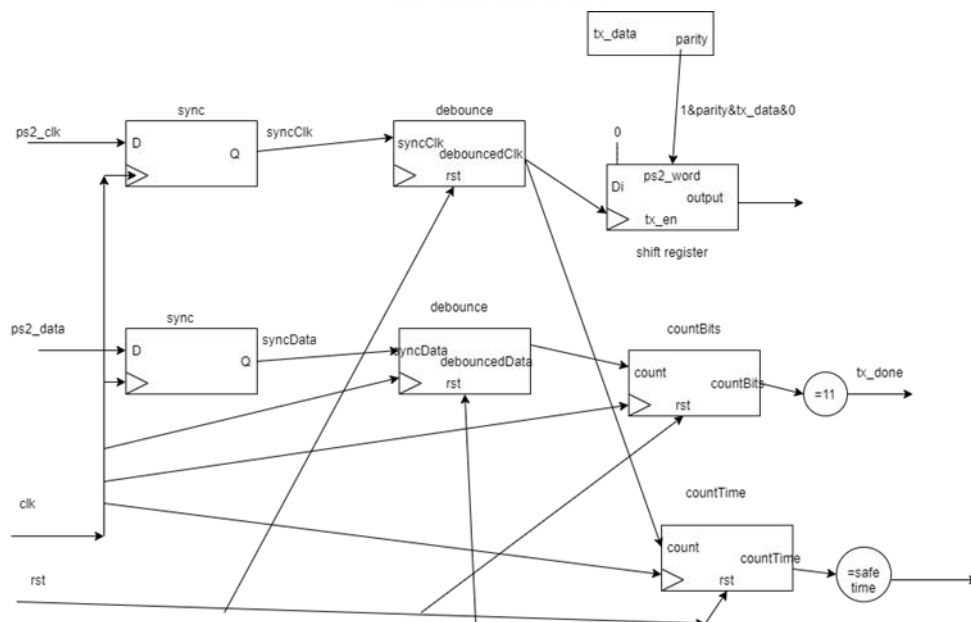 tx_data
parity
sync
debounce
1&parity&tx_data&0
ps2_clk
D
Q
syncClk
syncClk
debouncedClk
rst
0
Di
ps2_word
output
tx_en
shift register
ps2_data
sync
D
Q
syncData
debounce
syncData
debouncedData
rst
countBits
count
countBits
rst
=11
tx_done
clk
countTime
count
countTime
rst
=safe
time
rst